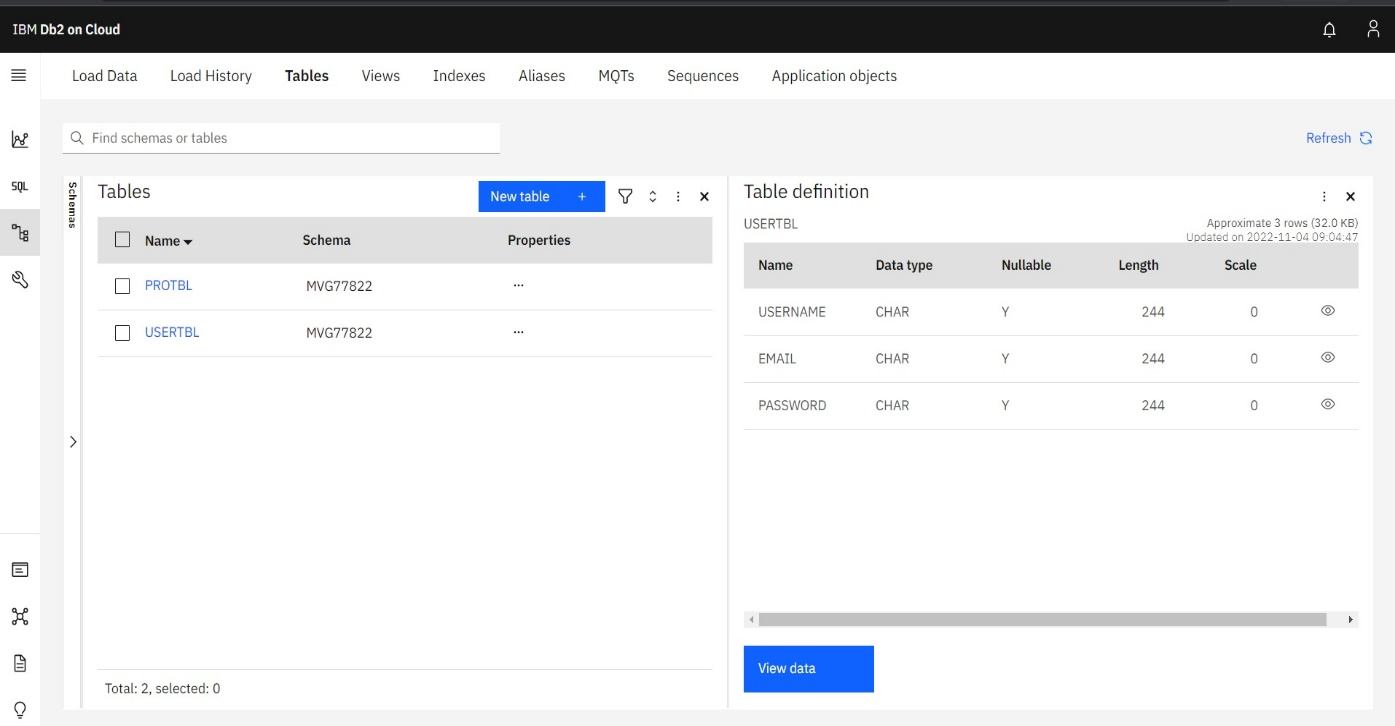 IBM Db2 on Cloud
Load Data Load History Tables Views Indexes Aliases MQTs Sequences Application objects
Find schemas or tables
Refresh
SQL
Schemas
Tables
New table +
Name Schema Properties
PROTBL MVG77822 ...
USERTBL MVG77822 ...
Total: 2, selected: 0
Table definition
USERTBL
Approximate 3 rows (32.0 KB)
Updated on 2022-11-04 09:04:47
Name Data type Nullable Length Scale
USERNAME CHAR Y 244 0
EMAIL CHAR Y 244 0
PASSWORD CHAR Y 244 0
View data